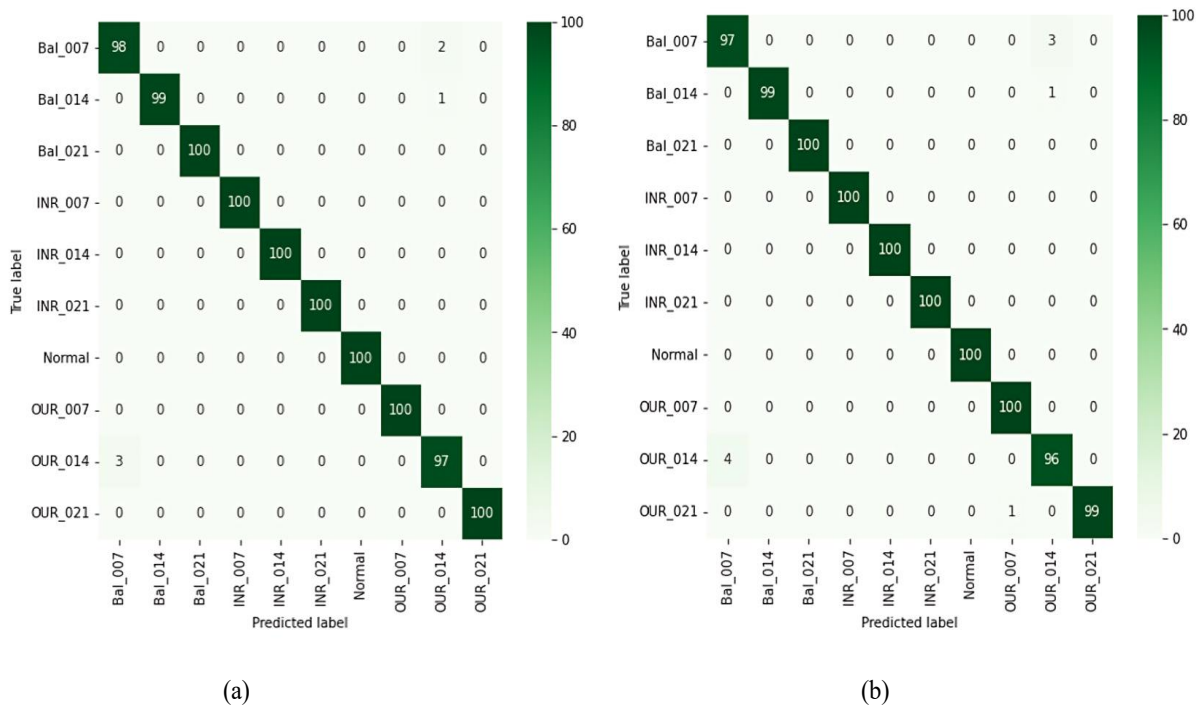 Bal_007 98 0 0 0 0 0 0 0 2 0
Bal_014 0 99 0 0 0 0 0 0 1 0
Bal_021 0 0 100 0 0 0 0 0 0 0
INR_007 0 0 0 100 0 0 0 0 0 0
INR_014 0 0 0 0 100 0 0 0 0 0
INR_021 0 0 0 0 0 100 0 0 0 0
Normal 0 0 0 0 0 0 100 0 0 0
OUR_007 0 0 0 0 0 0 0 100 0 0
OUR_014 3 0 0 0 0 0 0 0 97 0
OUR_021 0 0 0 0 0 0 0 0 0 100
True label
Bal_007 Bal_014 Bal_021 INR_007 INR_014 INR_021 Normal OUR_007 OUR_014 OUR_021
Predicted label
100
80
60
40
20
0
(a)
Bal_007 97 0 0 0 0 0 0 0 3 0
Bal_014 0 99 0 0 0 0 0 0 1 0
Bal_021 0 0 100 0 0 0 0 0 0 0
INR_007 0 0 0 100 0 0 0 0 0 0
INR_014 0 0 0 0 100 0 0 0 0 0
INR_021 0 0 0 0 0 100 0 0 0 0
Normal 0 0 0 0 0 0 100 0 0 0
OUR_007 0 0 0 0 0 0 0 100 0 0
OUR_014 4 0 0 0 0 0 0 0 96 0
OUR_021 0 0 0 0 0 0 0 1 0 99
True label
Bal_007 Bal_014 Bal_021 INR_007 INR_014 INR_021 Normal OUR_007 OUR_014 OUR_021
Predicted label
100
80
60
40
20
0
(b)